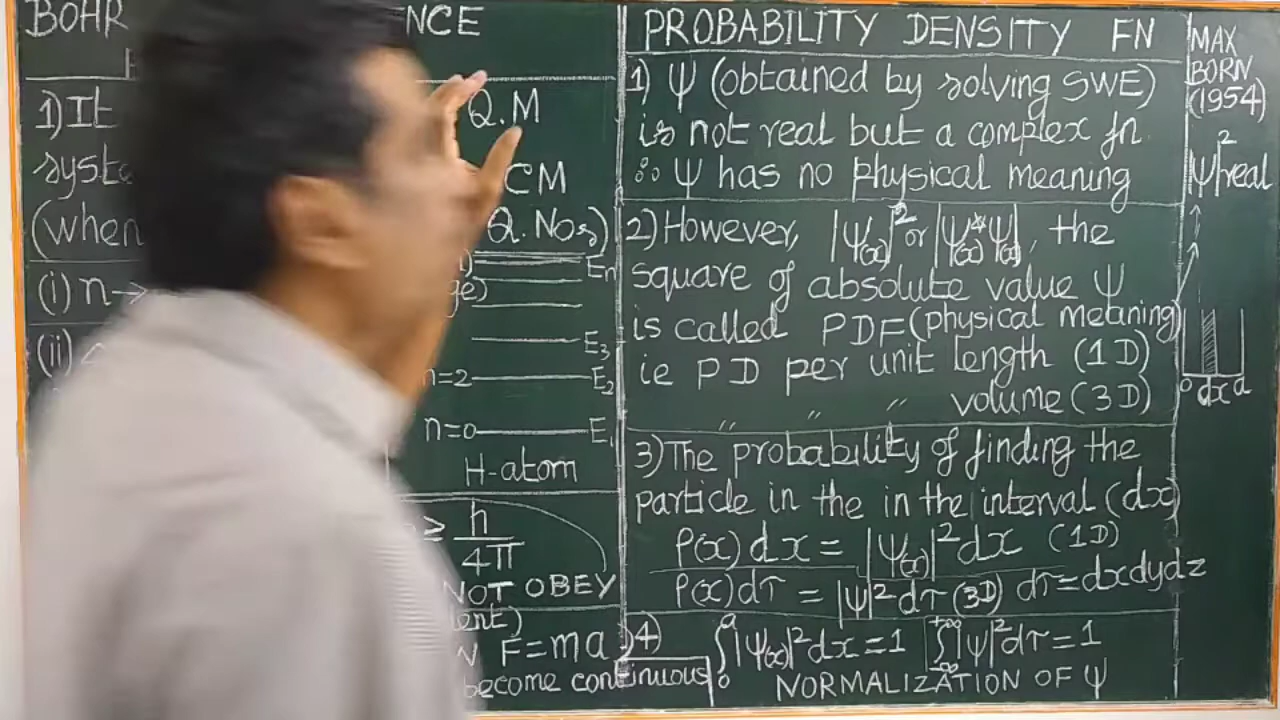 BOHR NCE
Q.M
1) It
CM
syste
(when Q. Nos)
En
(i) n→
(ii) E3
n=2 E2
n=0 E1
H-atom
≥ h/4π
NOT OBEY
F=ma
become continuous
PROBABILITY DENSITY FN
1) Ψ (obtained by solving SWE)
is not real but a complex fn
∴ Ψ has no physical meaning
2) However, |Ψ(x)|² or |Ψ*(x)Ψ(x)|, the
square of absolute value Ψ
is called PDF (physical meaning)
ie PD per unit length (1D)
" " " volume (3D)
3) The probability of finding the
particle in the in the interval (dx)
P(x) dx = |Ψ(x)|² dx (1D)
P(x) dτ = |Ψ|² dτ (3D) dτ = dxdydz
4) ∫₀ᵃ |Ψ(x)|² dx = 1 ∫₋∞⁺∞ |Ψ|² dτ = 1
NORMALIZATION OF Ψ
MAX
BORN
(1954)
|Ψ|² real
0 dx a